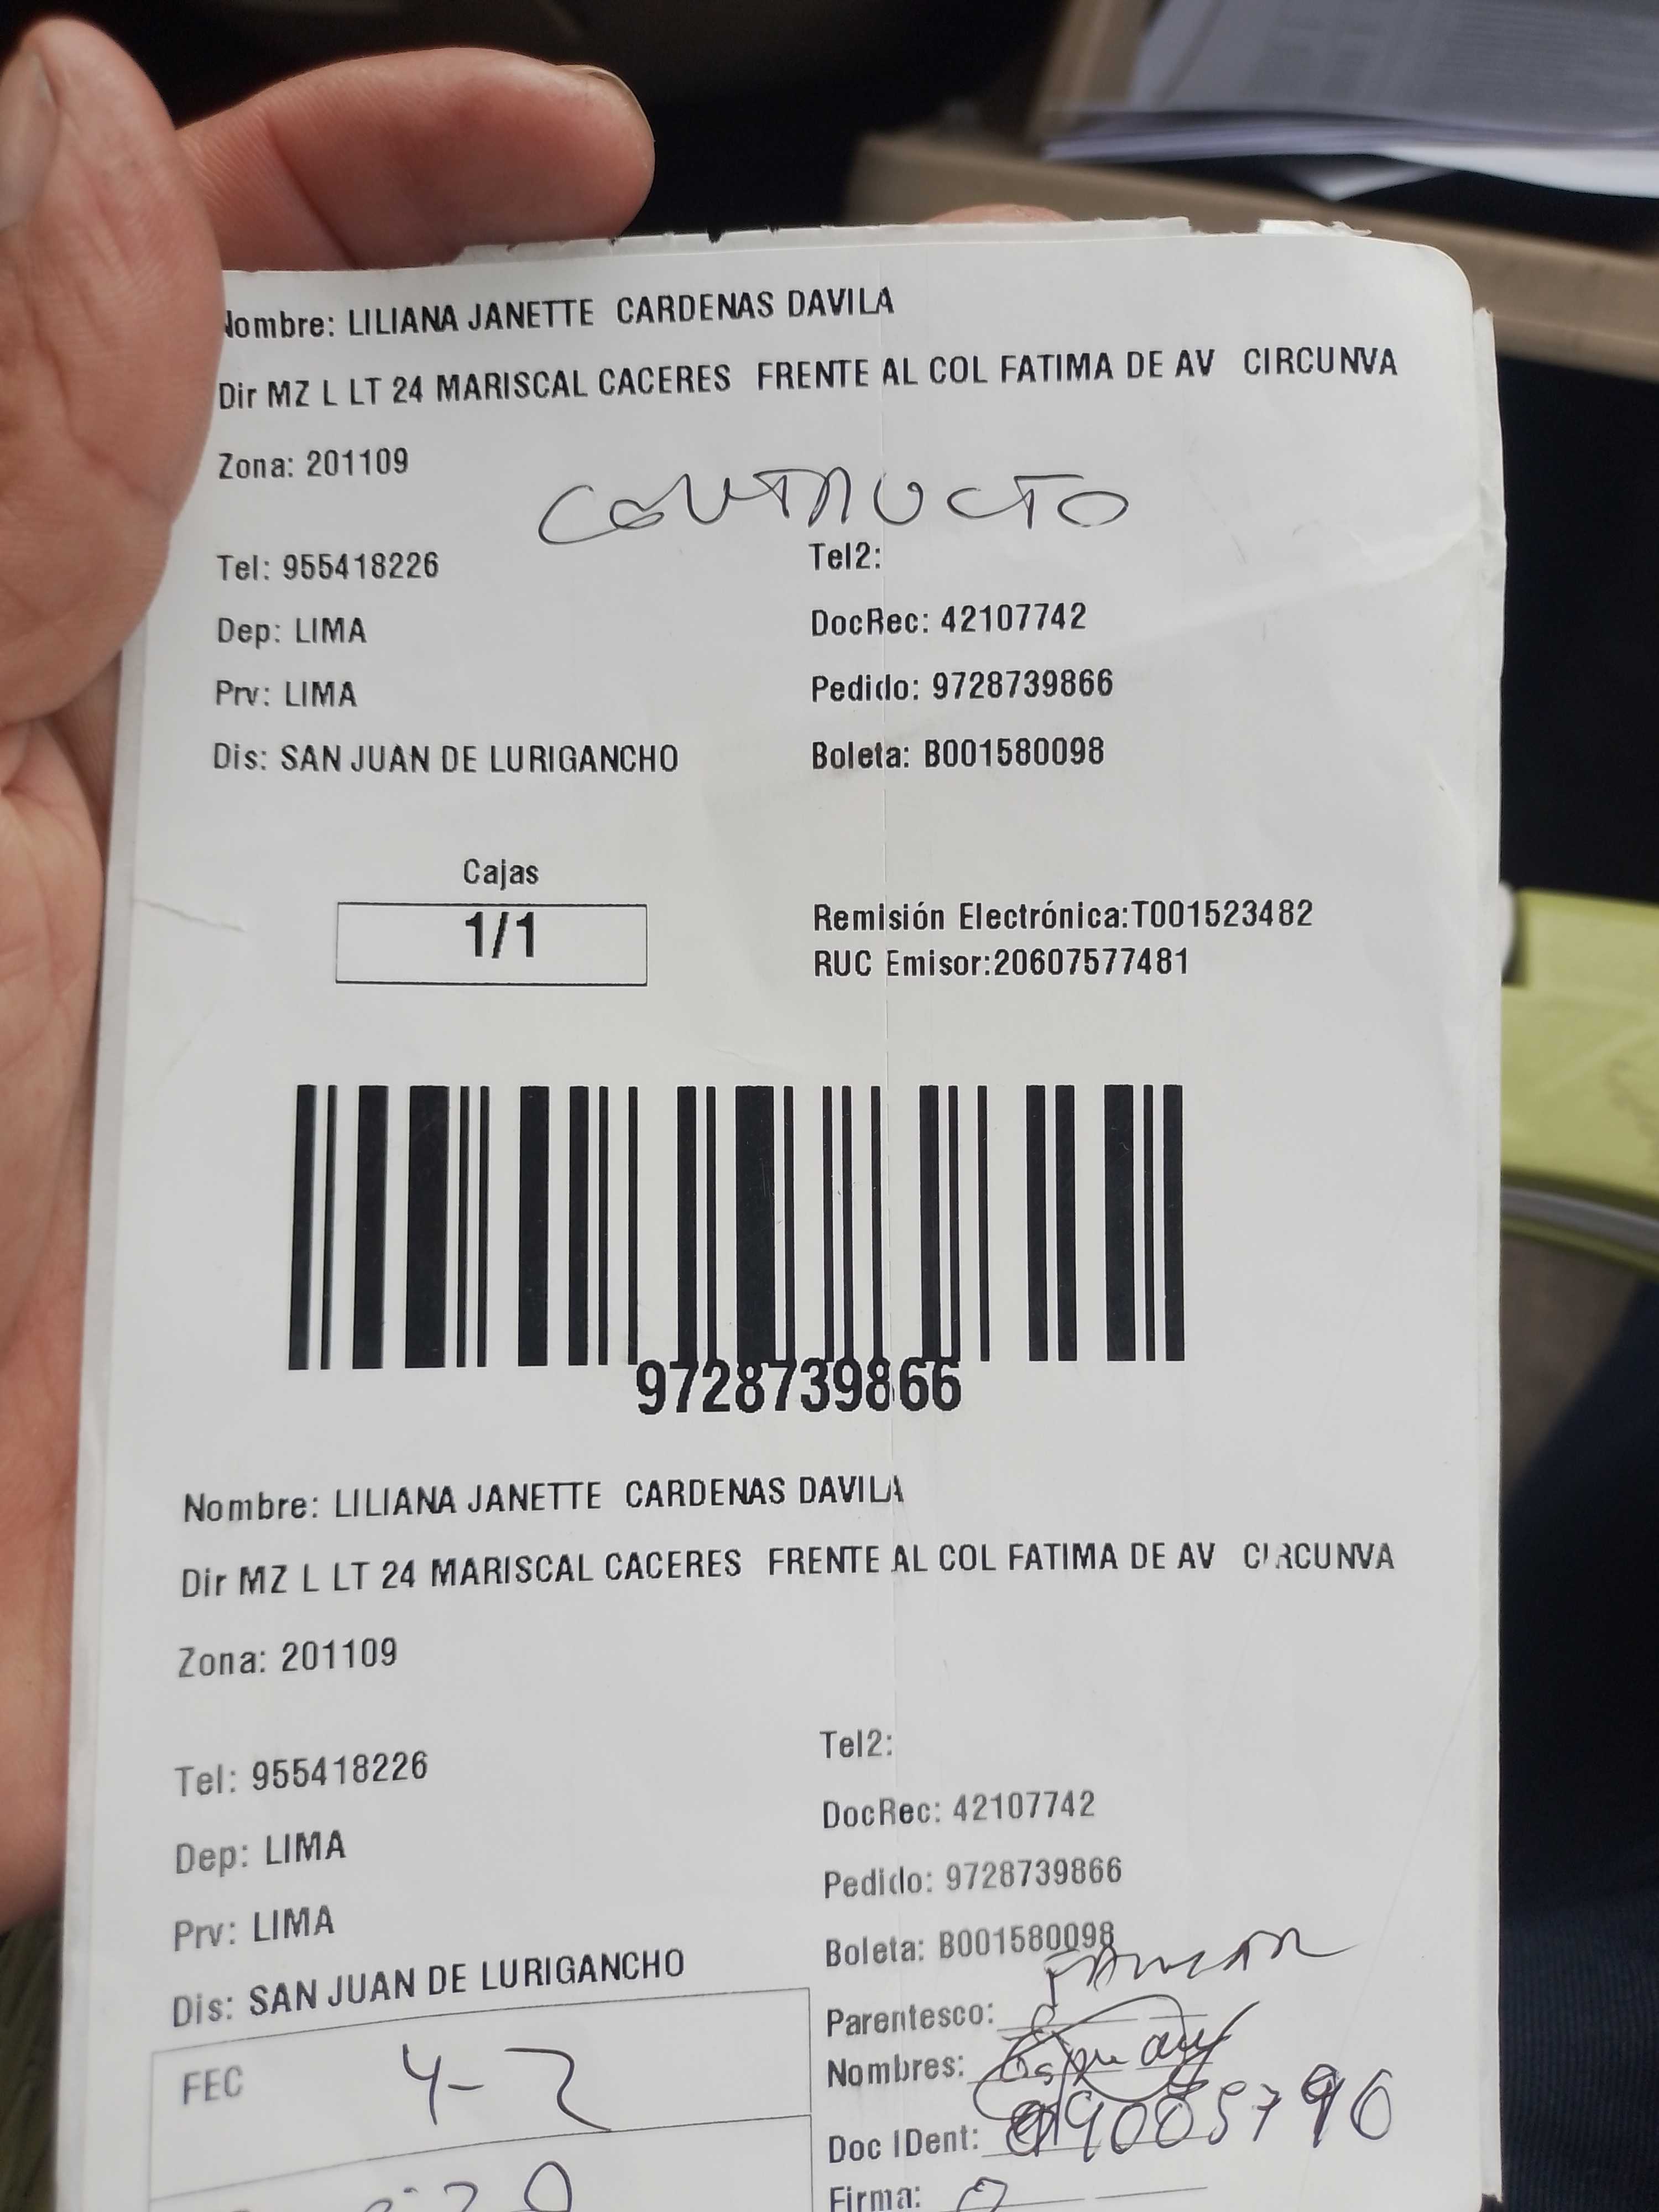 Nombre: LILIANA JANETTE CARDENAS DAVILA
Dir MZ L LT 24 MARISCAL CACERES FRENTE AL COL FATIMA DE AV CIRCUNVA
Zona: 201109
Tel: 955418226 Tel2:
Dep: LIMA DocRec: 42107742
Prv: LIMA Pedido: 9728739866
Dis: SAN JUAN DE LURIGANCHO Boleta: B001580098
Cajas
1/1
Remisión Electrónica:T001523482
RUC Emisor:20607577481
9728739866
Nombre: LILIANA JANETTE CARDENAS DAVILA
Dir MZ L LT 24 MARISCAL CACERES FRENTE AL COL FATIMA DE AV CIRCUNVA
Zona: 201109
Tel: 955418226 Tel2:
Dep: LIMA DocRec: 42107742
Prv: LIMA Pedido: 9728739866
Dis: SAN JUAN DE LURIGANCHO Boleta: B001580098
Parentesco:
FEC 4-2 Nombres:
Doc IDent:
Firma: